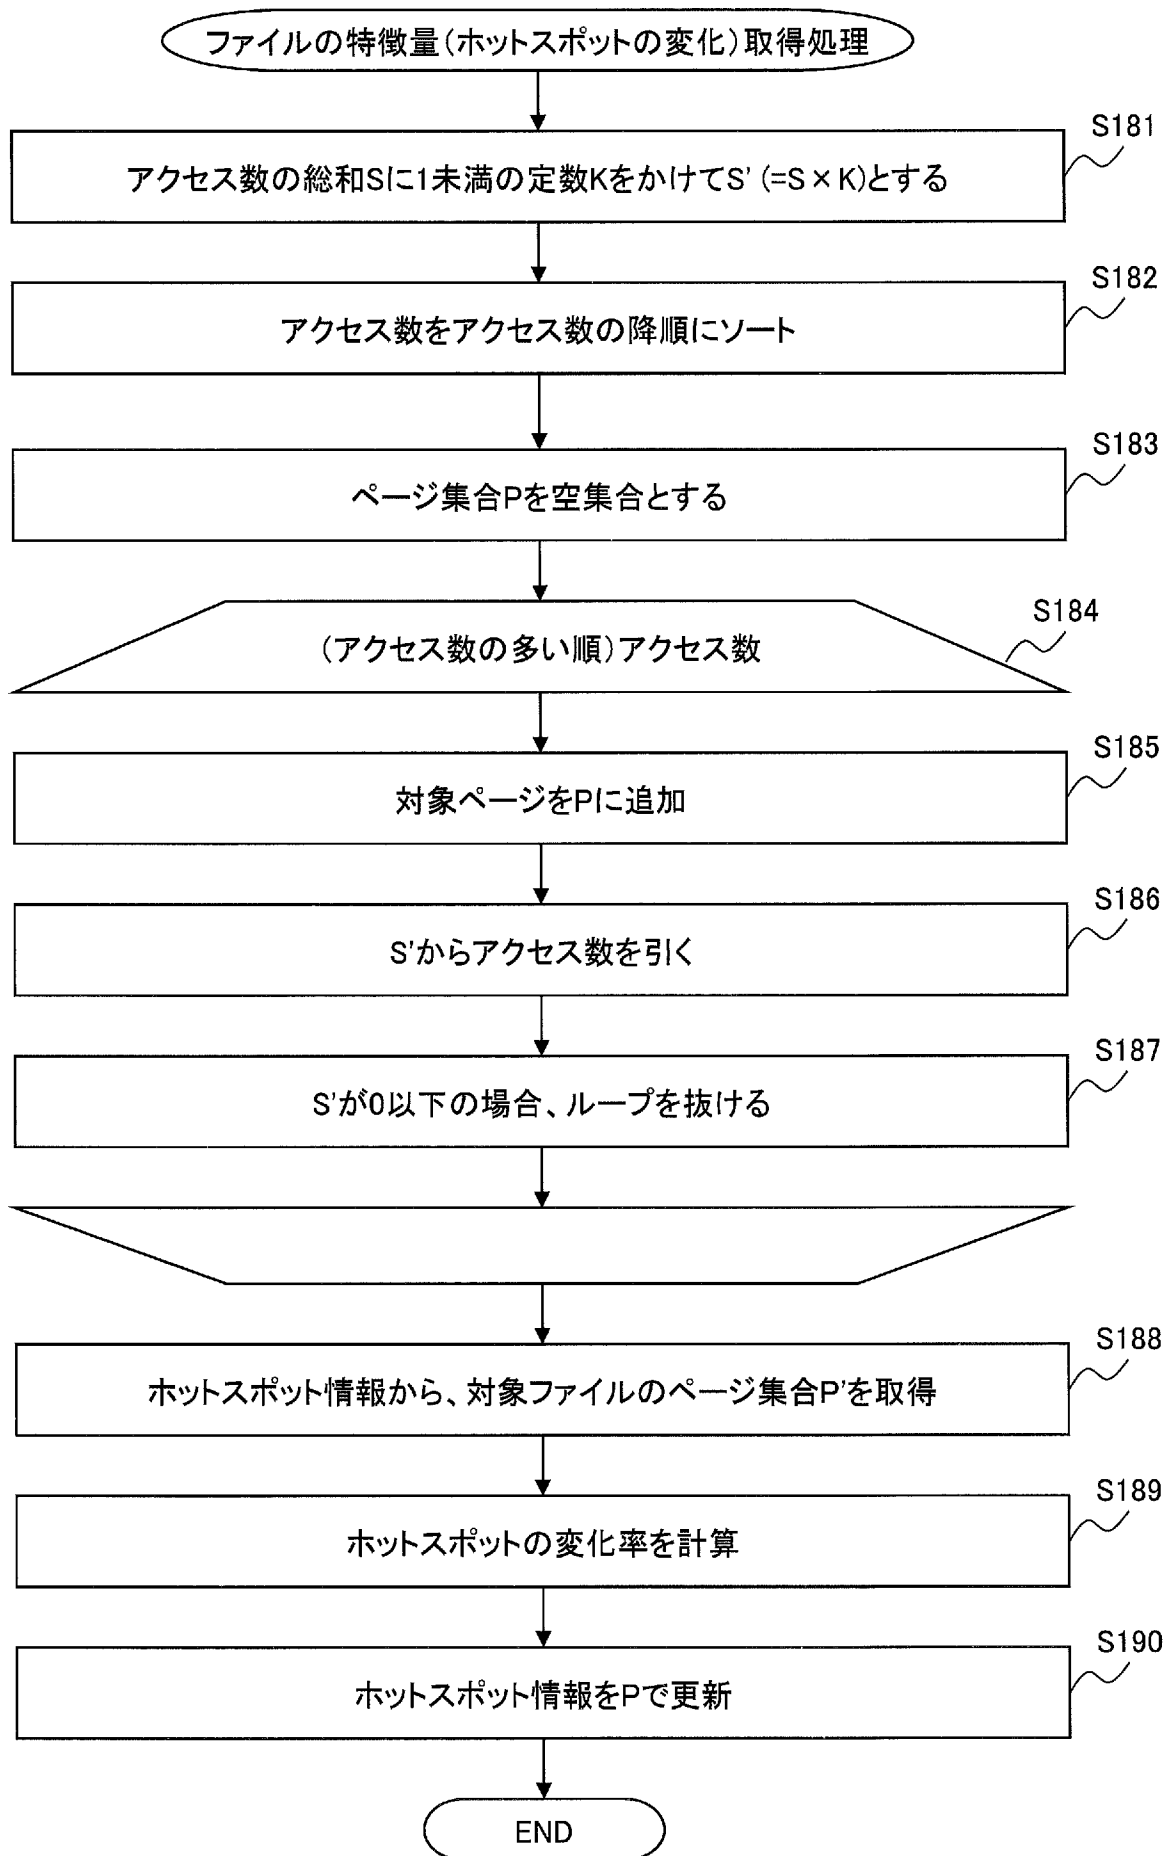 ファイルの特徴量(ホットスポットの変化)取得処理
S181
アクセス数の総和Sに1未満の定数KをかけてS' (=S×K)とする
S182
アクセス数をアクセス数の降順にソート
S183
ページ集合Pを空集合とする
S184
(アクセス数の多い順)アクセス数
S185
対象ページをPに追加
S186
S'からアクセス数を引く
S187
S'が0以下の場合、ループを抜ける
S188
ホットスポット情報から、対象ファイルのページ集合P'を取得
S189
ホットスポットの変化率を計算
S190
ホットスポット情報をPで更新
END